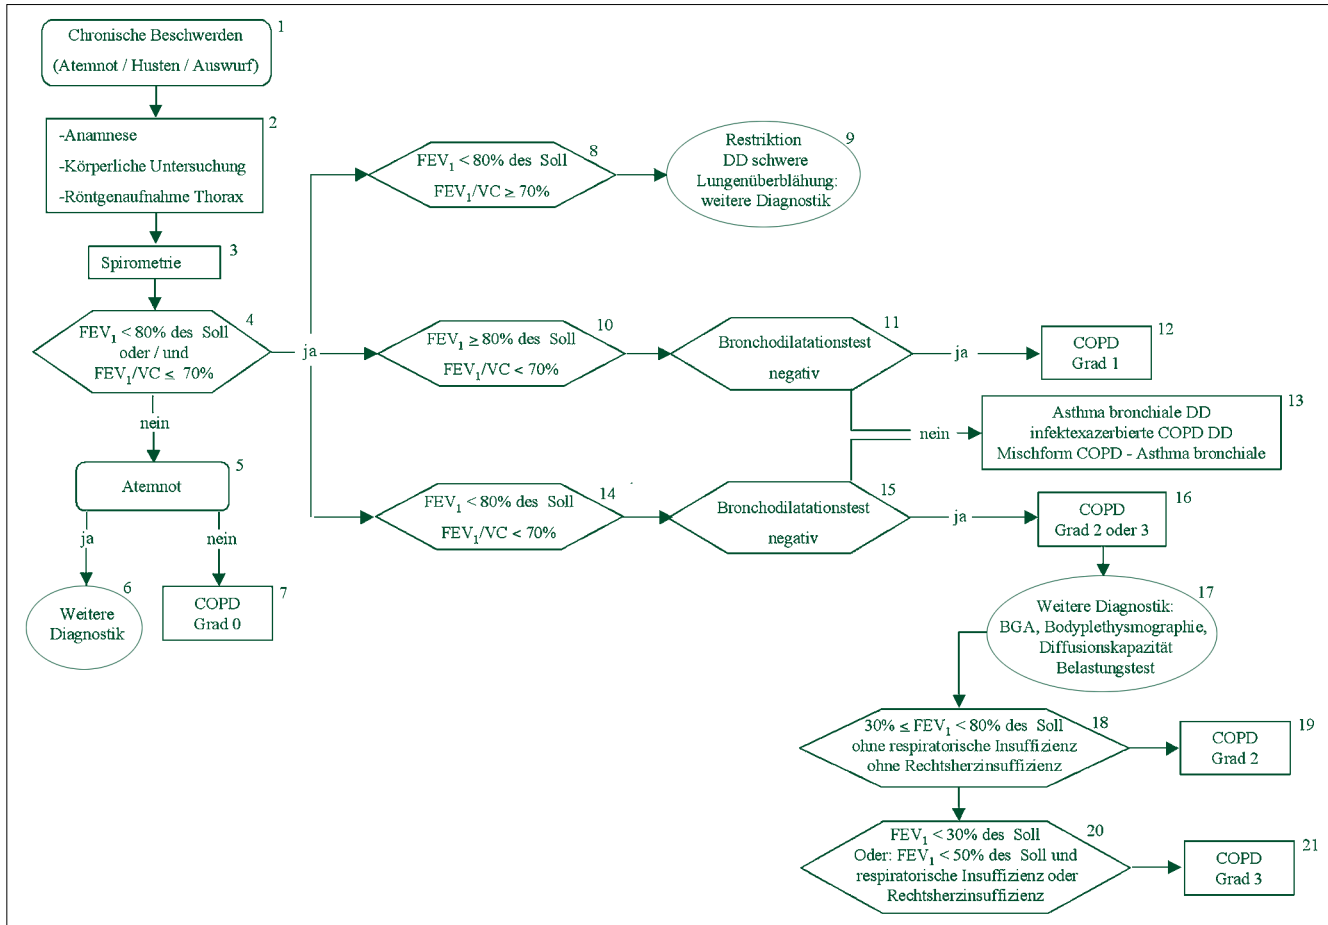 Chronische Beschwerden
(Atemnot / Husten / Auswurf)
1
-Anamnese
-Körperliche Untersuchung
-Röntgenaufnahme Thorax
2
Spirometrie
3
FEV₁ < 80% des Soll
oder / und
FEV₁/VC ≤ 70%
4
ja
nein
Atemnot
5
ja
nein
Weitere
Diagnostik
6
COPD
Grad 0
7
FEV₁ < 80% des Soll
FEV₁/VC ≥ 70%
8
Restriktion
DD schwere
Lungenüberblähung;
weitere Diagnostik
9
FEV₁ ≥ 80% des Soll
FEV₁/VC < 70%
10
Bronchodilatationstest
negativ
11
ja
COPD
Grad 1
12
nein
Asthma bronchiale DD
infektexazerbierte COPD DD
Mischform COPD - Asthma bronchiale
13
FEV₁ < 80% des Soll
FEV₁/VC < 70%
14
Bronchodilatationstest
negativ
15
ja
COPD
Grad 2 oder 3
16
Weitere Diagnostik:
BGA, Bodyplethysmographie,
Diffusionskapazität
Belastungstest
17
30% ≤ FEV₁ < 80% des Soll
ohne respiratorische Insuffizienz
ohne Rechtsherzinsuffizienz
18
COPD
Grad 2
19
FEV₁ < 30% des Soll
Oder: FEV₁ < 50% des Soll und
respiratorische Insuffizienz oder
Rechtsherzinsuffizienz
20
COPD
Grad 3
21